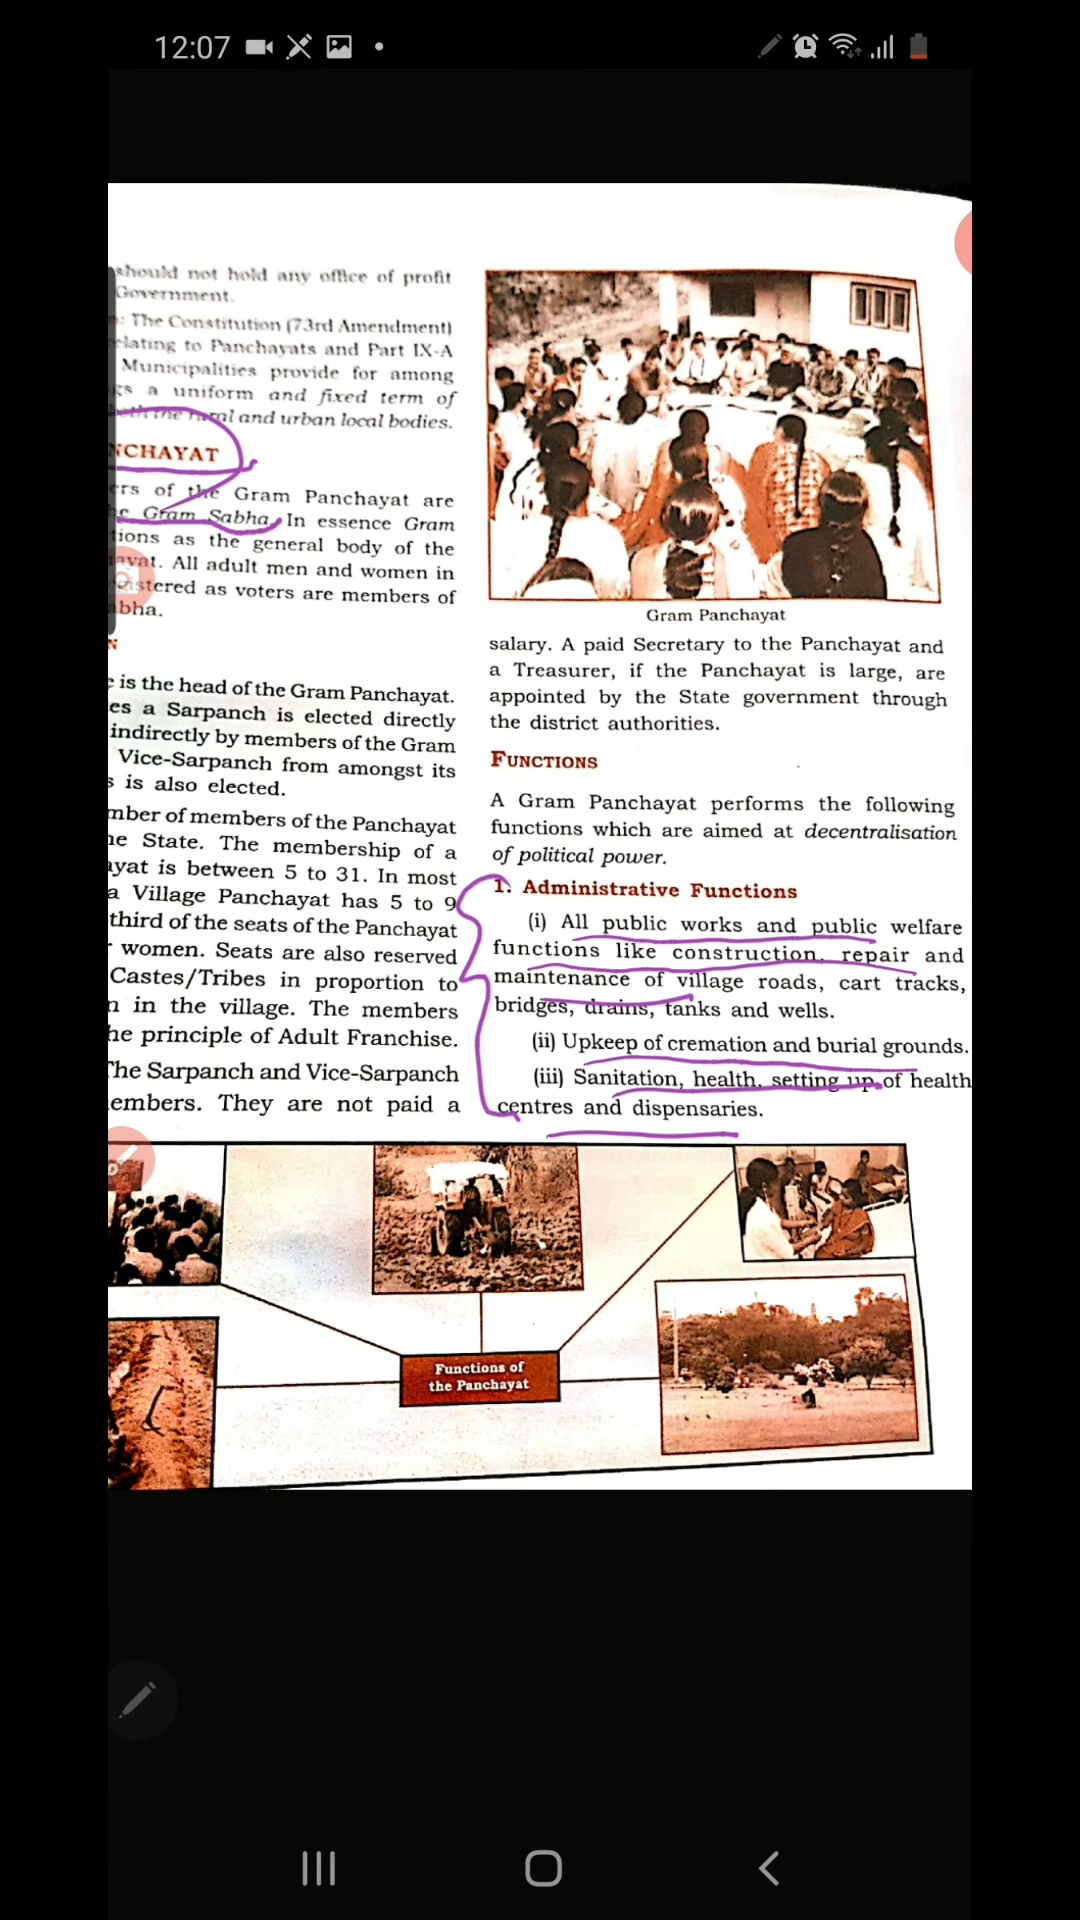 12:07
should not hold any office of profit
Government.
The Constitution (73rd Amendment)
relating to Panchayats and Part IX-A
Municipalities provide for among
a uniform and fixed term of
both the rural and urban local bodies.
NCHAYAT
ers of the Gram Panchayat are
he Gram Sabha. In essence Gram
tions as the general body of the
ayat. All adult men and women in
istered as voters are members of
abha.
N
e is the head of the Gram Panchayat.
es a Sarpanch is elected directly
indirectly by members of the Gram
Vice-Sarpanch from amongst its
s is also elected.
mber of members of the Panchayat
he State. The membership of a
ayat is between 5 to 31. In most
a Village Panchayat has 5 to 9
third of the seats of the Panchayat
women. Seats are also reserved
Castes/Tribes in proportion to
n in the village. The members
he principle of Adult Franchise.
The Sarpanch and Vice-Sarpanch
embers. They are not paid a
Gram Panchayat
salary. A paid Secretary to the Panchayat and
a Treasurer, if the Panchayat is large, are
appointed by the State government through
the district authorities.
FUNCTIONS
A Gram Panchayat performs the following
functions which are aimed at decentralisation
of political power.
1. Administrative Functions
(i) All public works and public welfare
functions like construction, repair and
maintenance of village roads, cart tracks,
bridges, drains, tanks and wells.
(ii) Upkeep of cremation and burial grounds.
(iii) Sanitation, health, setting up of health
centres and dispensaries.
Functions of
the Panchayat